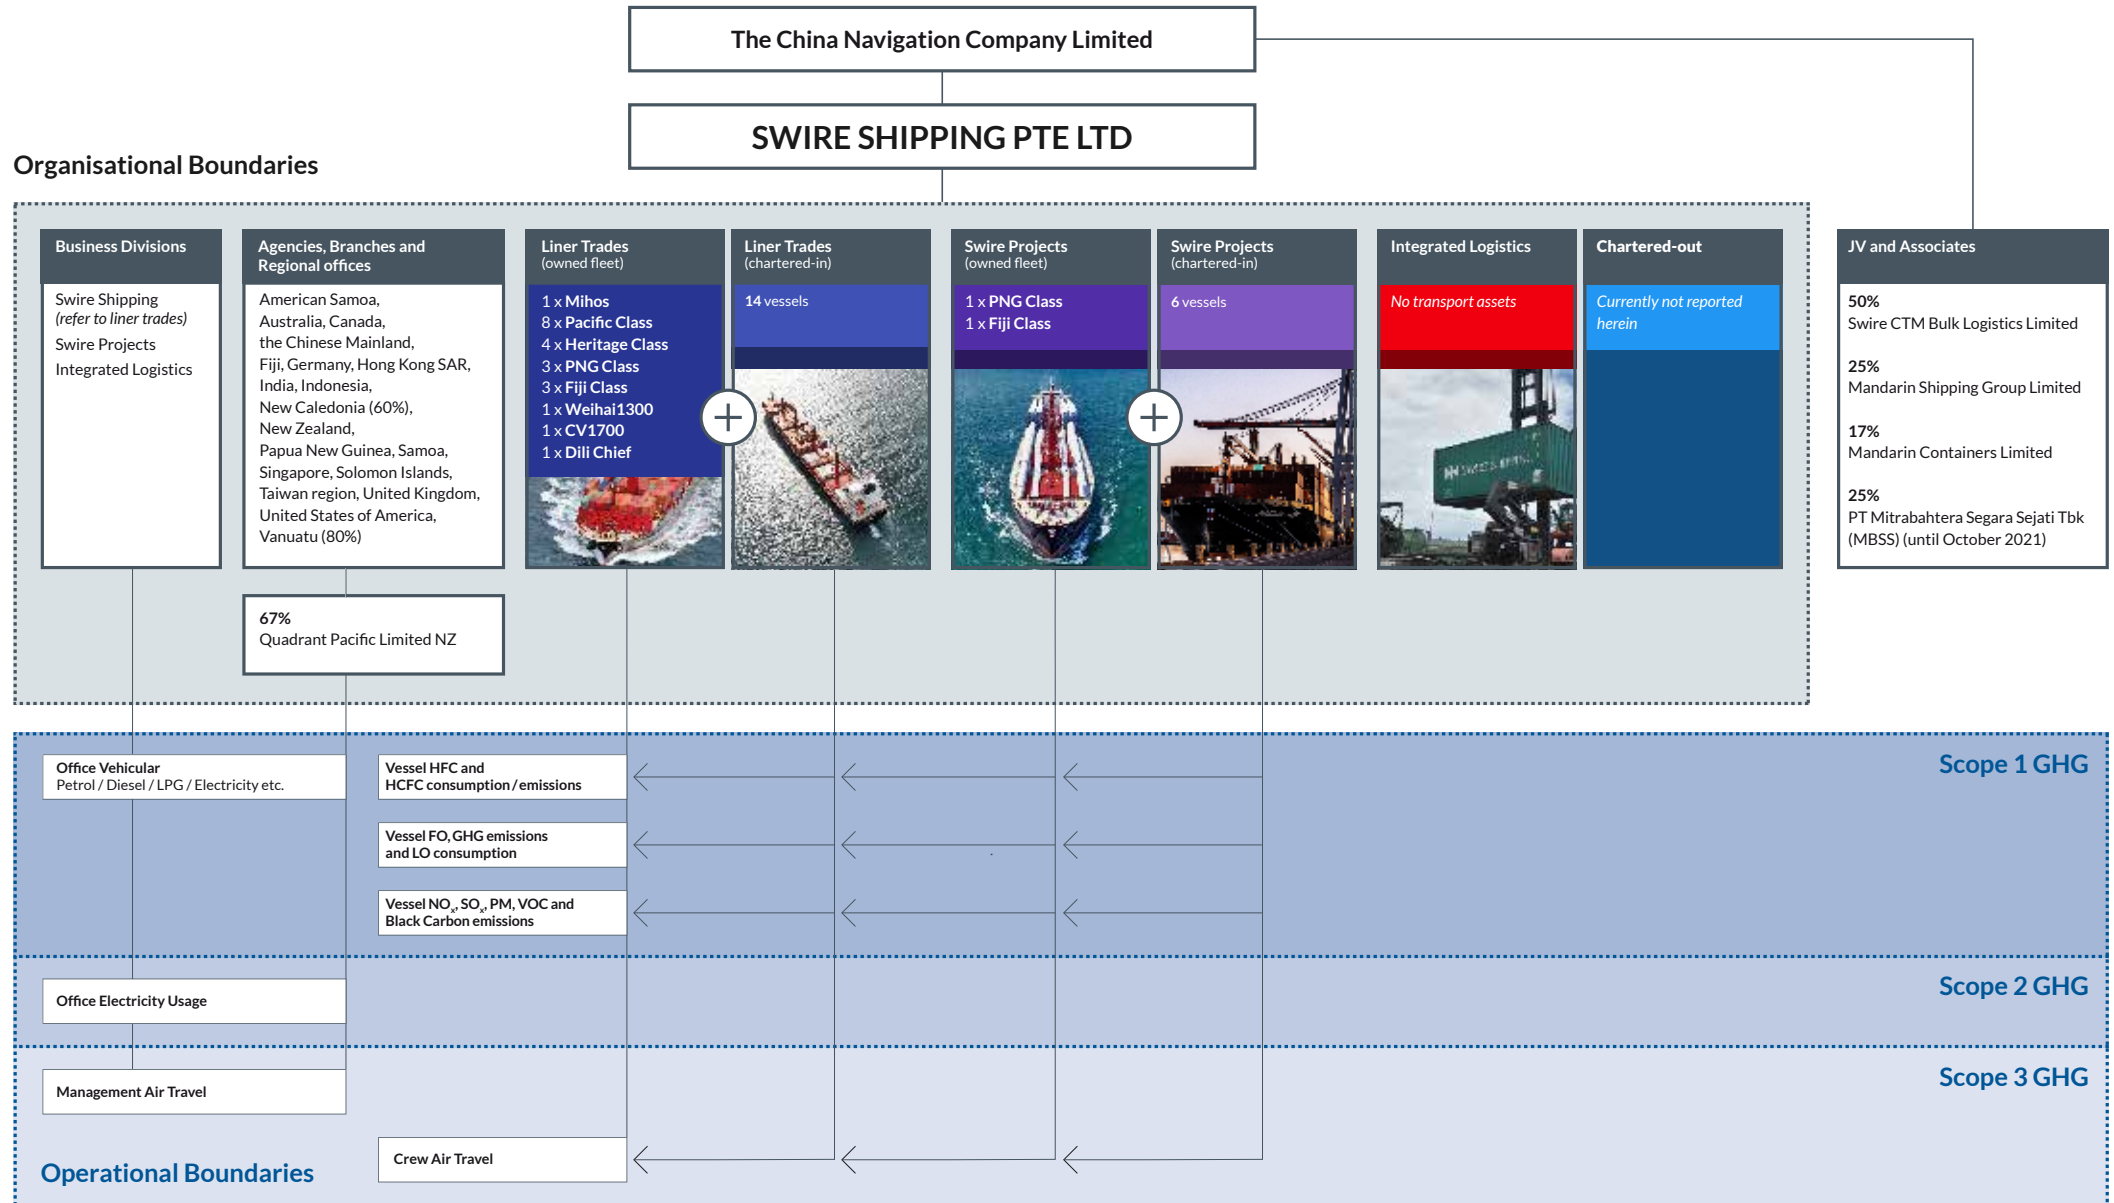 The China Navigation Company Limited
SWIRE SHIPPING PTE LTD
Organisational Boundaries
Business Divisions
Swire Shipping
(refer to liner trades)
Swire Projects
Integrated Logistics
Agencies, Branches and
Regional offices
American Samoa,
Australia, Canada,
the Chinese Mainland,
Fiji, Germany, Hong Kong SAR,
India, Indonesia,
New Caledonia (60%),
New Zealand,
Papua New Guinea, Samoa,
Singapore, Solomon Islands,
Taiwan region, United Kingdom,
United States of America,
Vanuatu (80%)
67%
Quadrant Pacific Limited NZ
Liner Trades
(owned fleet)
1 x Mihos
8 x Pacific Class
4 x Heritage Class
3 x PNG Class
3 x Fiji Class
1 x Weihai1300
1 x CV1700
1 x Dili Chief
Liner Trades
(chartered-in)
14 vessels
Swire Projects
(owned fleet)
1 x PNG Class
1 x Fiji Class
Swire Projects
(chartered-in)
6 vessels
Integrated Logistics
No transport assets
Chartered-out
Currently not reported
herein
JV and Associates
50%
Swire CTM Bulk Logistics Limited
25%
Mandarin Shipping Group Limited
17%
Mandarin Containers Limited
25%
PT Mitrabahtera Segara Sejati Tbk
(MBSS) (until October 2021)
Scope 1 GHG
Office Vehicular
Petrol / Diesel / LPG / Electricity etc.
Vessel HFC and
HCFC consumption / emissions
Vessel FO, GHG emissions
and LO consumption
Vessel NOx, SOx, PM, VOC and
Black Carbon emissions
Scope 2 GHG
Office Electricity Usage
Scope 3 GHG
Management Air Travel
Crew Air Travel
Operational Boundaries